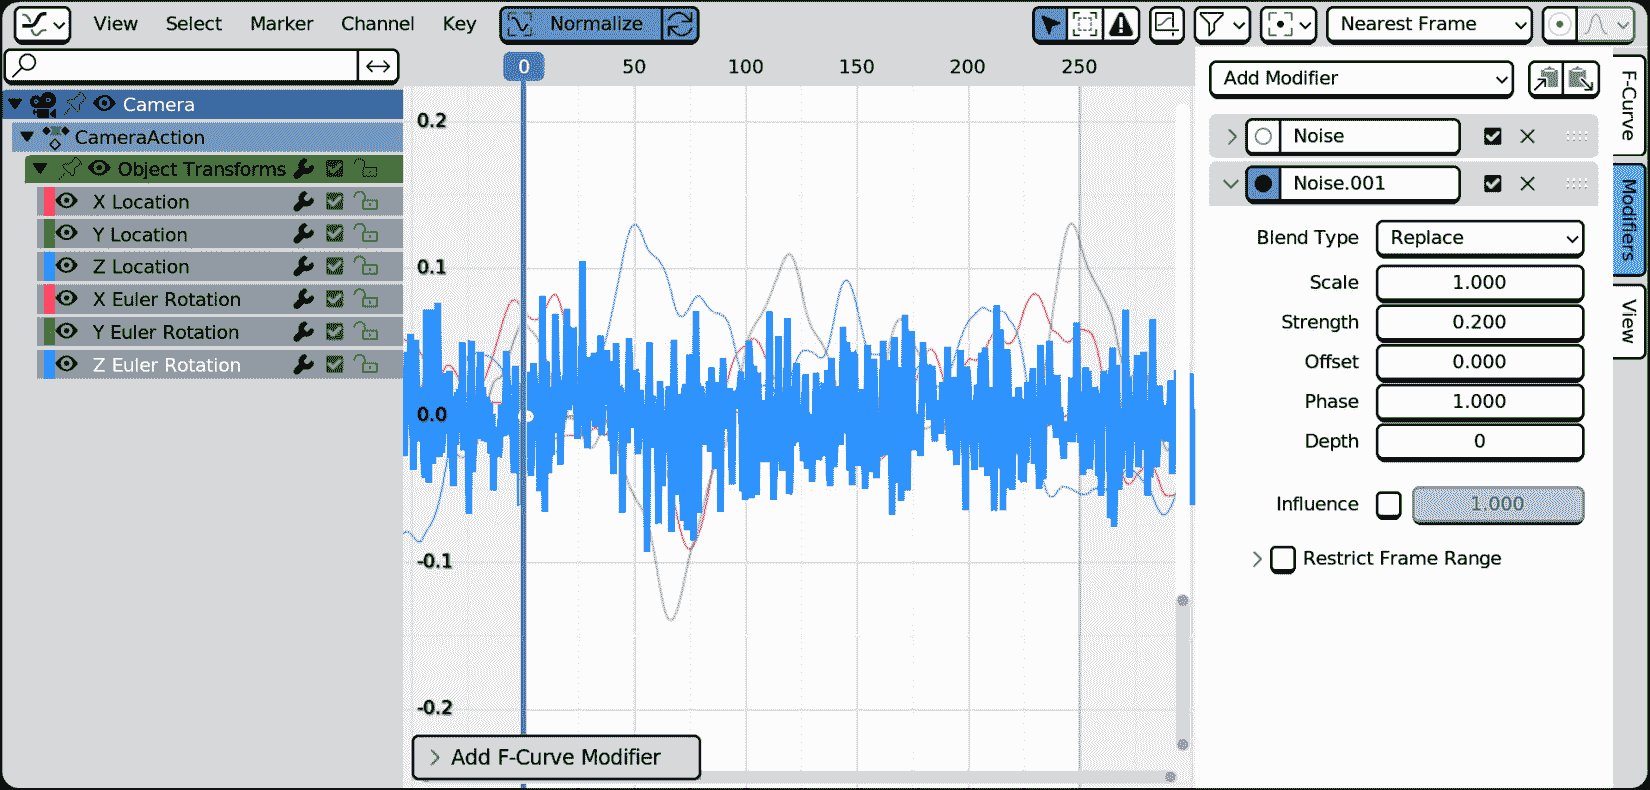 View Select Marker Channel Key Normalize Nearest Frame
0 50 100 150 200 250
Camera
CameraAction
Object Transforms
X Location
Y Location
Z Location
X Euler Rotation
Y Euler Rotation
Z Euler Rotation
0.2
0.1
0.0
-0.1
-0.2
Add F-Curve Modifier
Add Modifier
Noise
Noise.001
Blend Type Replace
Scale 1.000
Strength 0.200
Offset 0.000
Phase 1.000
Depth 0
Influence 1.000
Restrict Frame Range
F-Curve
Modifiers
View